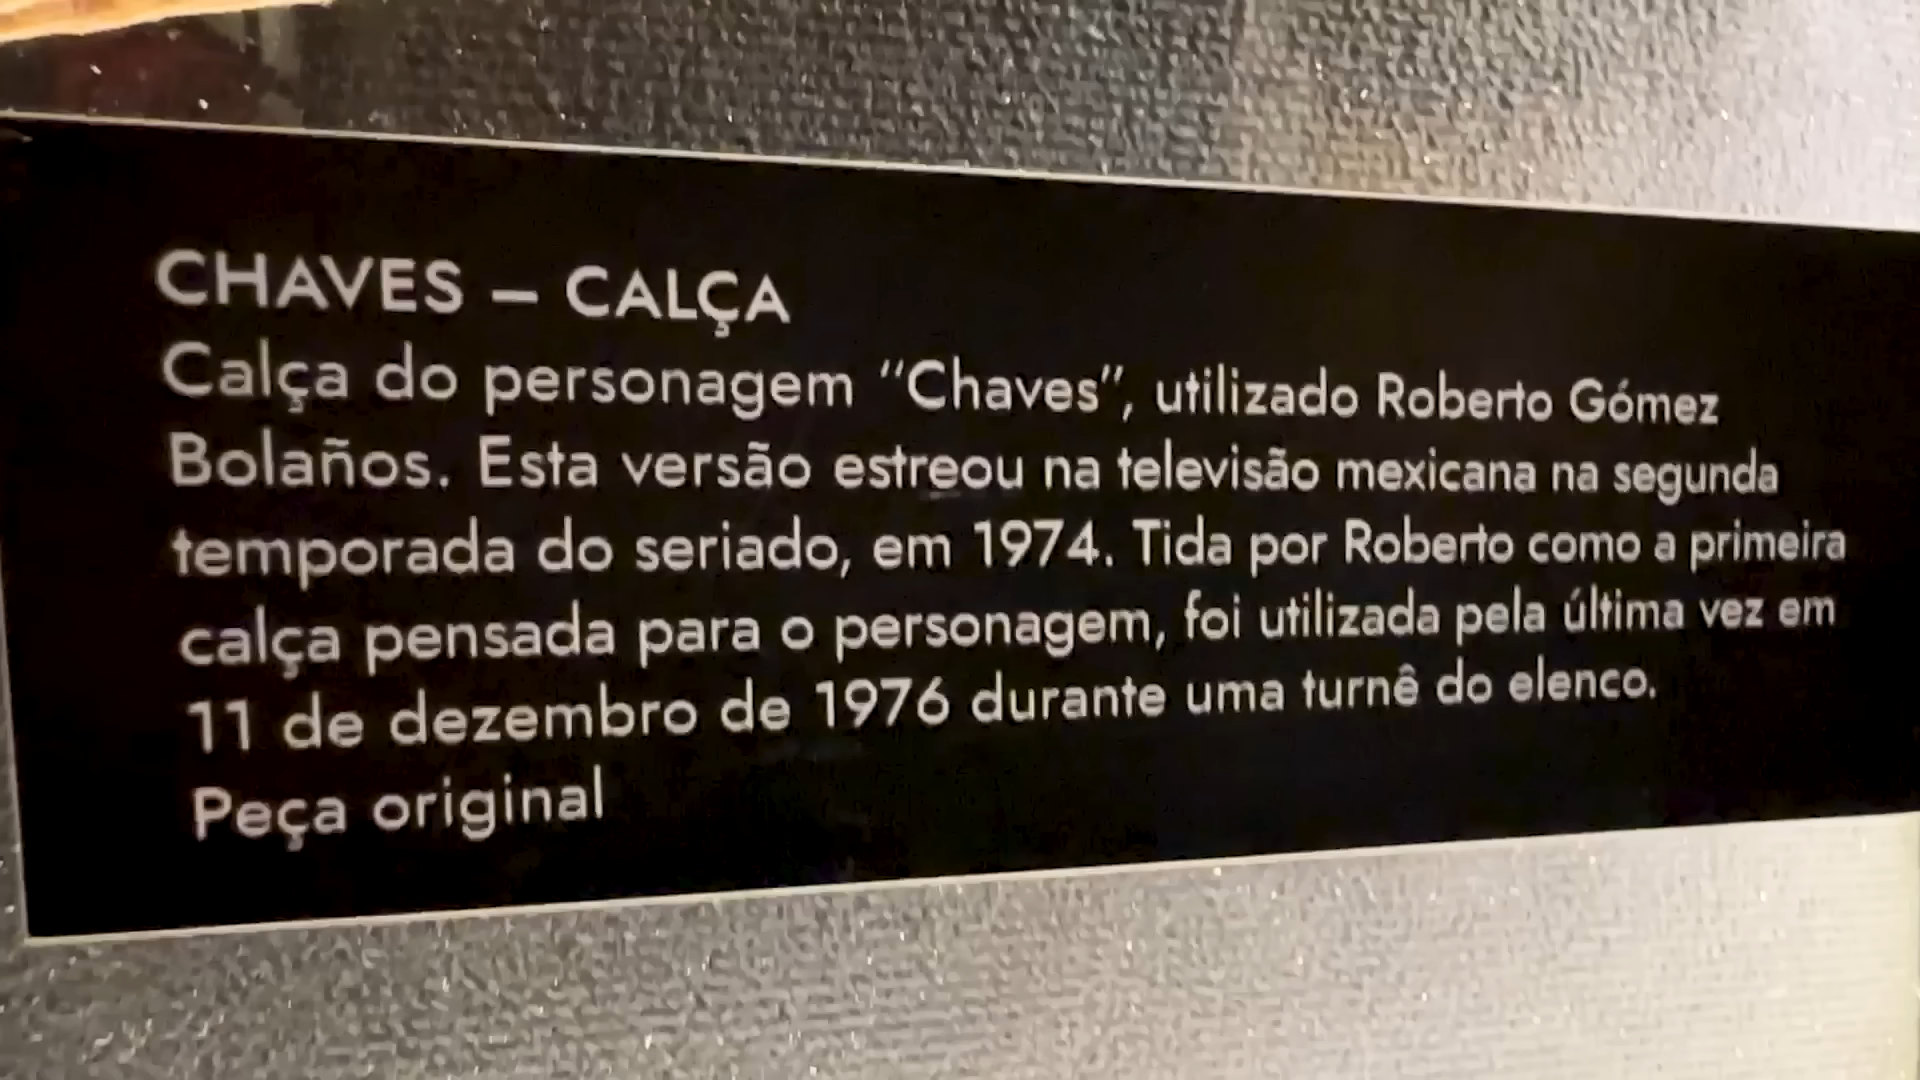 CHAVES – CALÇA
Calça do personagem "Chaves", utilizado Roberto Gómez
Bolaños. Esta versão estreou na televisão mexicana na segunda
temporada do seriado, em 1974. Tida por Roberto como a primeira
calça pensada para o personagem, foi utilizada pela última vez em
11 de dezembro de 1976 durante uma turnê do elenco.
Peça original